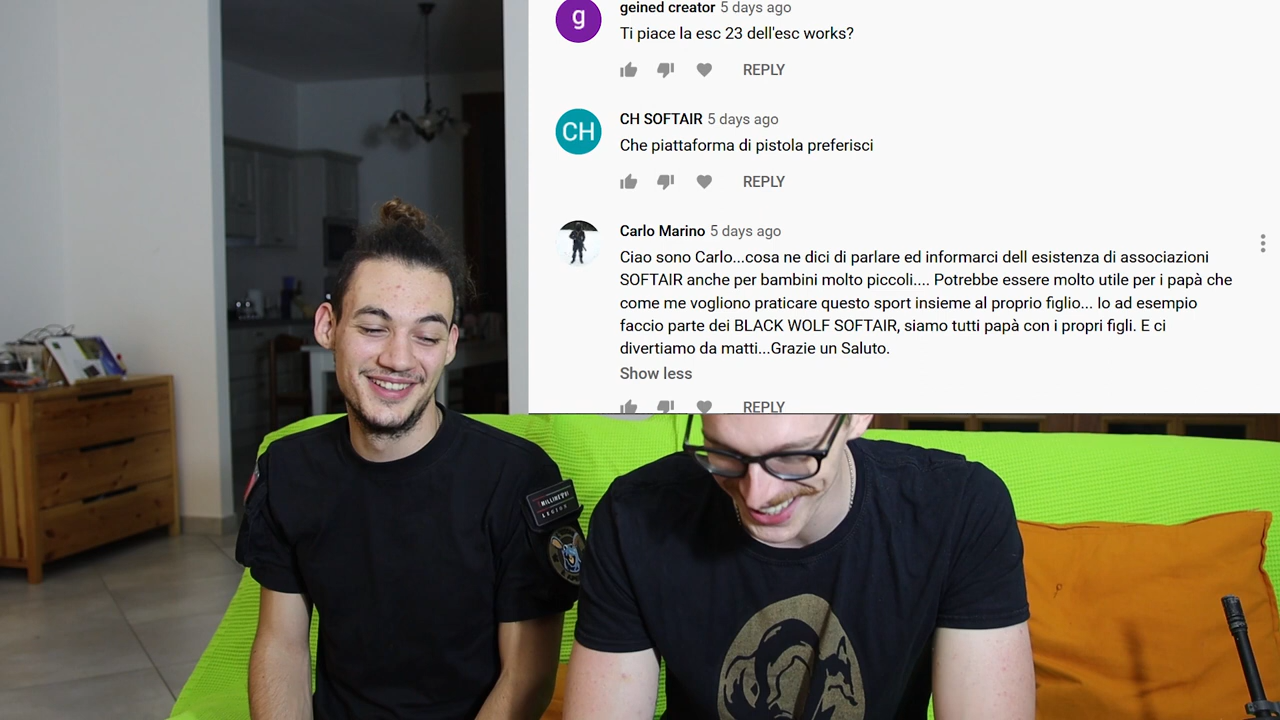 g
geined creator 5 days ago
Ti piace la esc 23 dell'esc works?
REPLY
CH
CH SOFTAIR 5 days ago
Che piattaforma di pistola preferisci
REPLY
Carlo Marino 5 days ago
Ciao sono Carlo...cosa ne dici di parlare ed informarci dell esistenza di associazioni
SOFTAIR anche per bambini molto piccoli.... Potrebbe essere molto utile per i papà che
come me vogliono praticare questo sport insieme al proprio figlio... Io ad esempio
faccio parte dei BLACK WOLF SOFTAIR, siamo tutti papà con i propri figli. E ci
divertiamo da matti...Grazie un Saluto.
Show less
REPLY
LEGION